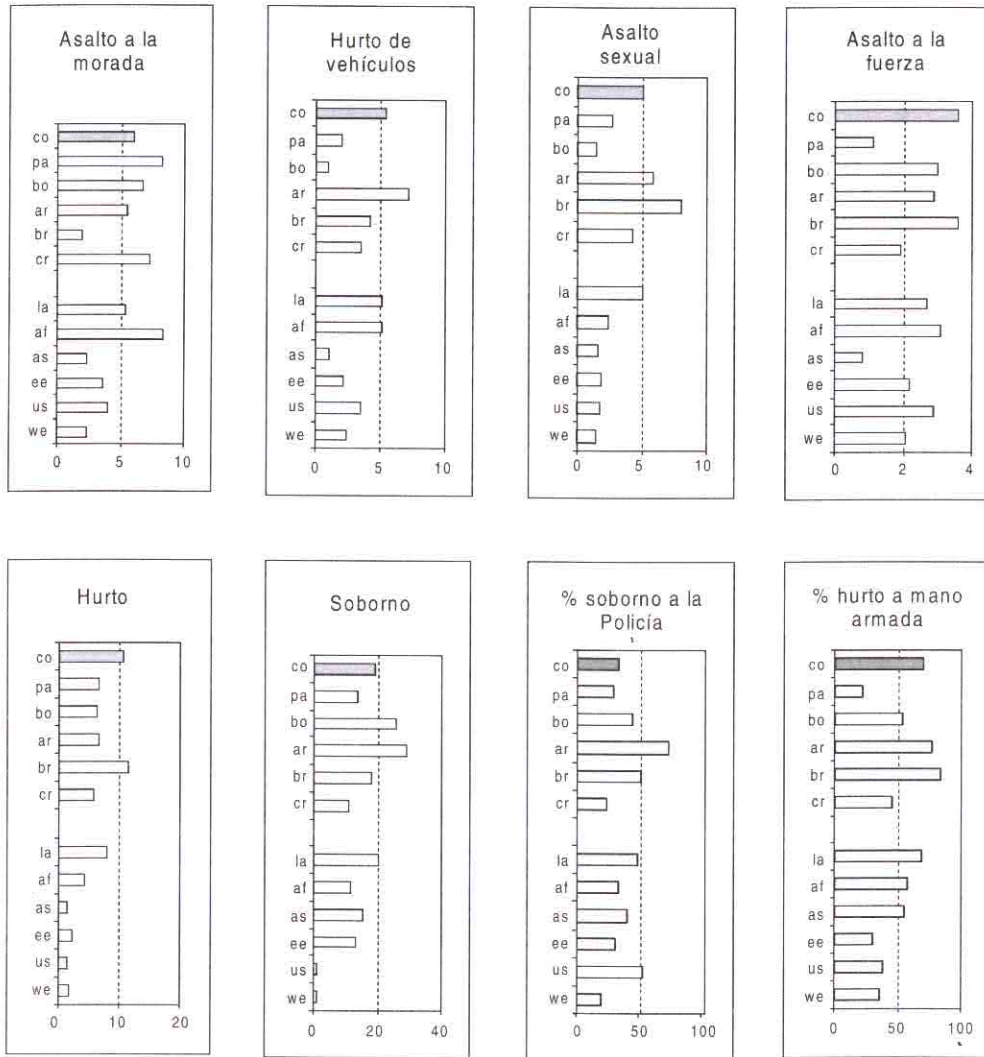 Asalto a la
morada
co
pa
bo
ar
br
cr
la
af
as
ee
us
we
0 5 10
Hurto de
vehículos
co
pa
bo
ar
br
cr
la
af
as
ee
us
we
0 5 10
Asalto
sexual
co
pa
bo
ar
br
cr
la
af
as
ee
us
we
0 5 10
Asalto a la
fuerza
co
pa
bo
ar
br
cr
la
af
as
ee
us
we
0 2 4
Hurto
co
pa
bo
ar
br
cr
la
af
as
ee
us
we
0 10 20
Soborno
co
pa
bo
ar
br
cr
la
af
as
ee
us
we
0 20 40
% soborno a la
Policía
co
pa
bo
ar
br
cr
la
af
as
ee
us
we
0 50 100
% hurto a mano
armada
co
pa
bo
ar
br
cr
la
af
as
ee
us
we
0 50 100